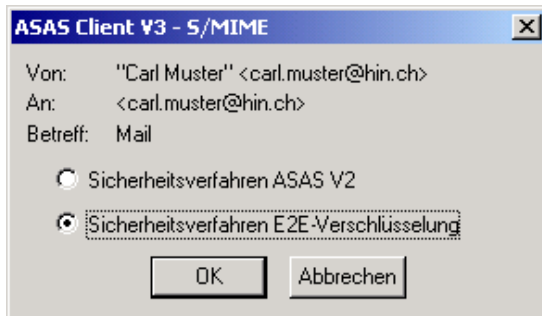 ASAS Client V3 - S/MIME
Von: "Carl Muster" <carl.muster@hin.ch>
An: <carl.muster@hin.ch>
Betreff: Mail
Sicherheitsverfahren ASAS V2
Sicherheitsverfahren E2E-Verschlüsselung
OK Abbrechen